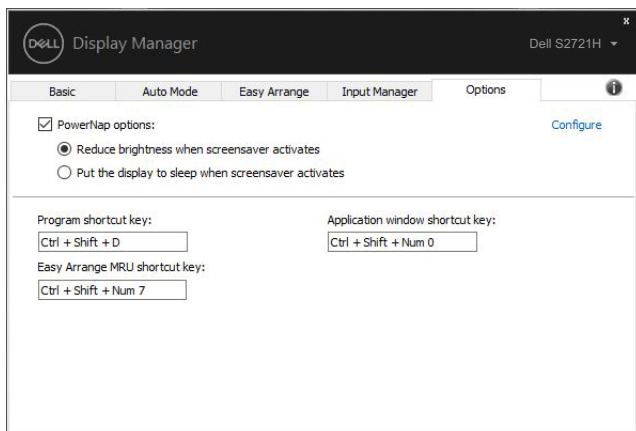 x
DELL Display Manager
Dell S2721H
Basic Auto Mode Easy Arrange Input Manager Options i
PowerNap options: Configure
Reduce brightness when screensaver activates
Put the display to sleep when screensaver activates
Program shortcut key: Application window shortcut key:
Ctrl + Shift + D Ctrl + Shift + Num 0
Easy Arrange MRU shortcut key:
Ctrl + Shift + Num 7